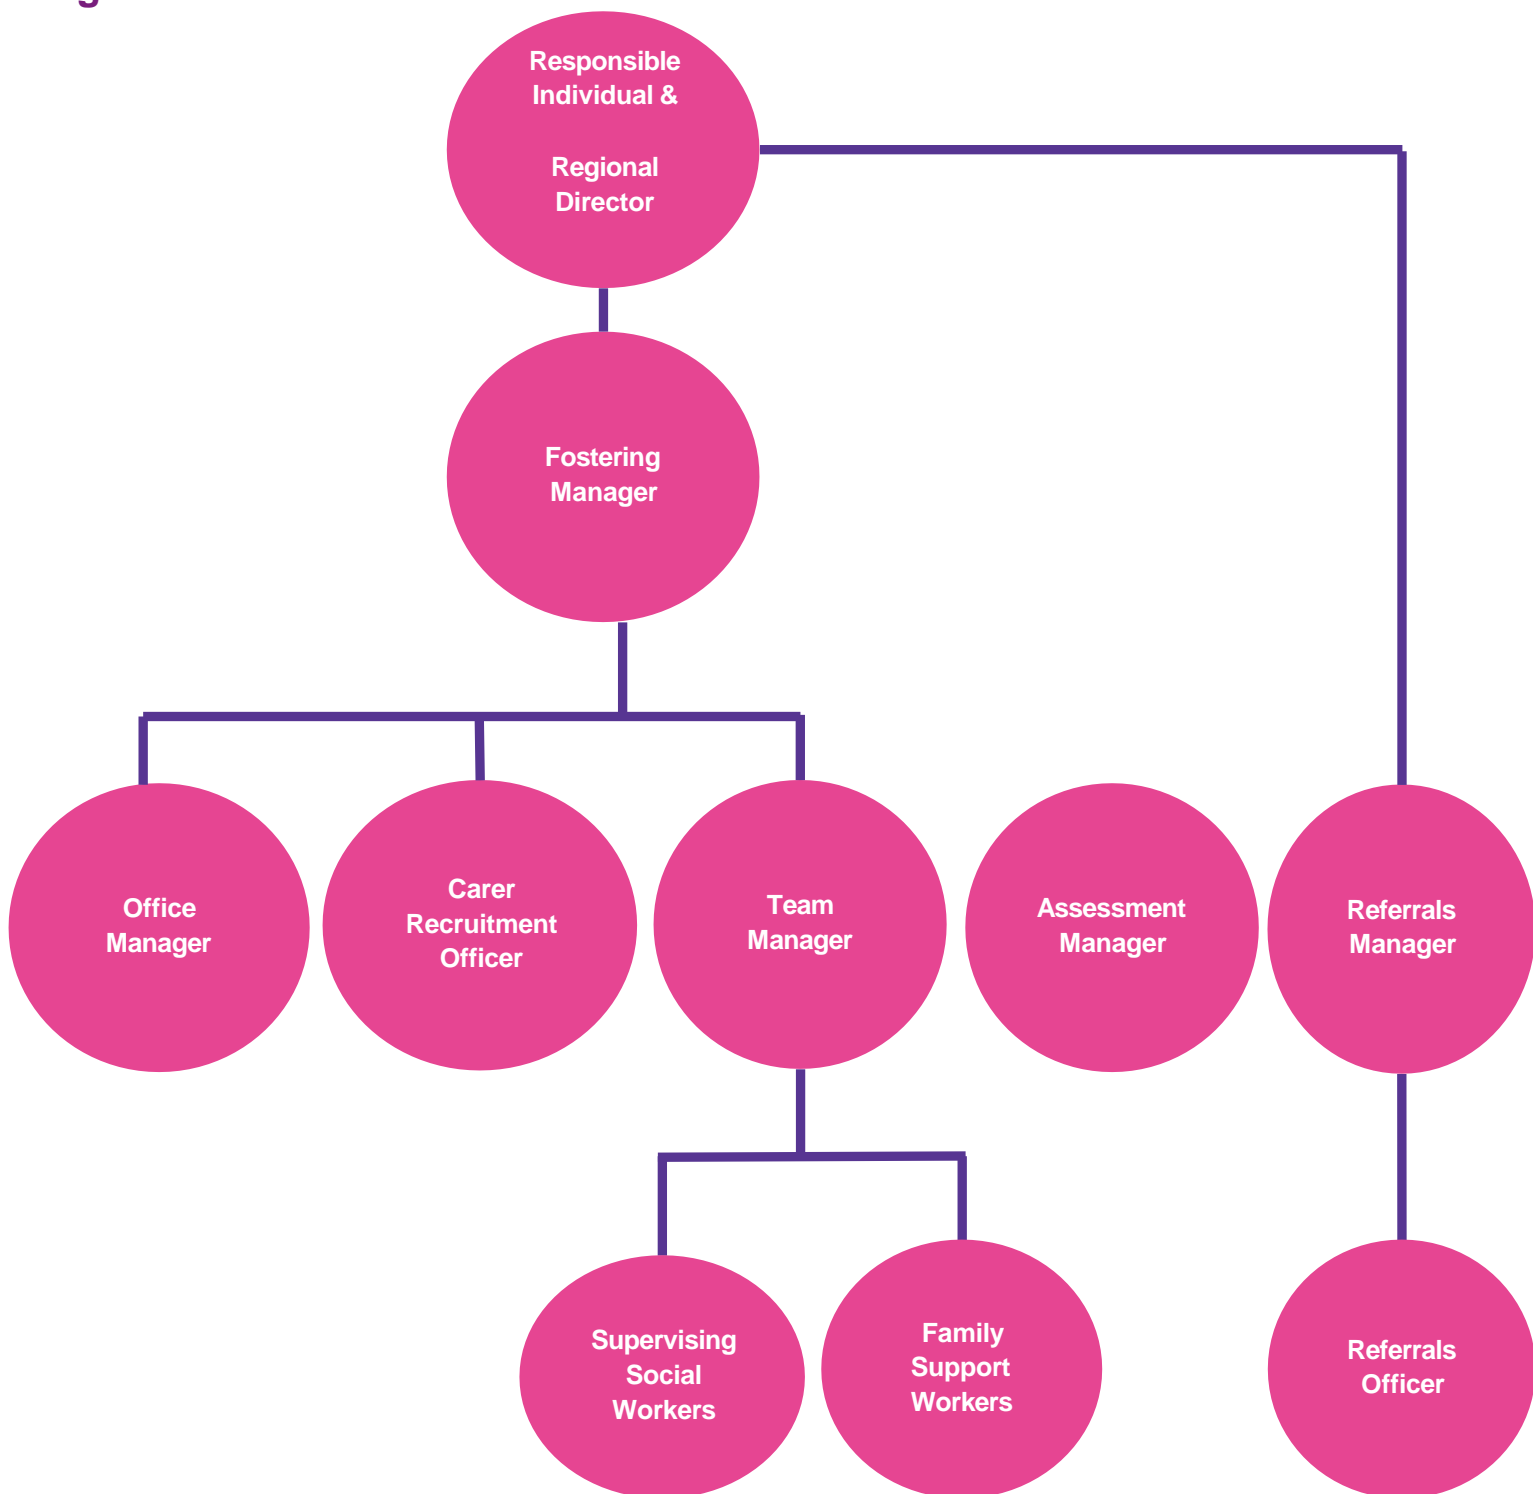 Responsible
Individual &
Regional
Director
Fostering
Manager
Office
Manager
Carer
Recruitment
Officer
Team
Manager
Assessment
Manager
Referrals
Manager
Supervising
Social
Workers
Family
Support
Workers
Referrals
Officer